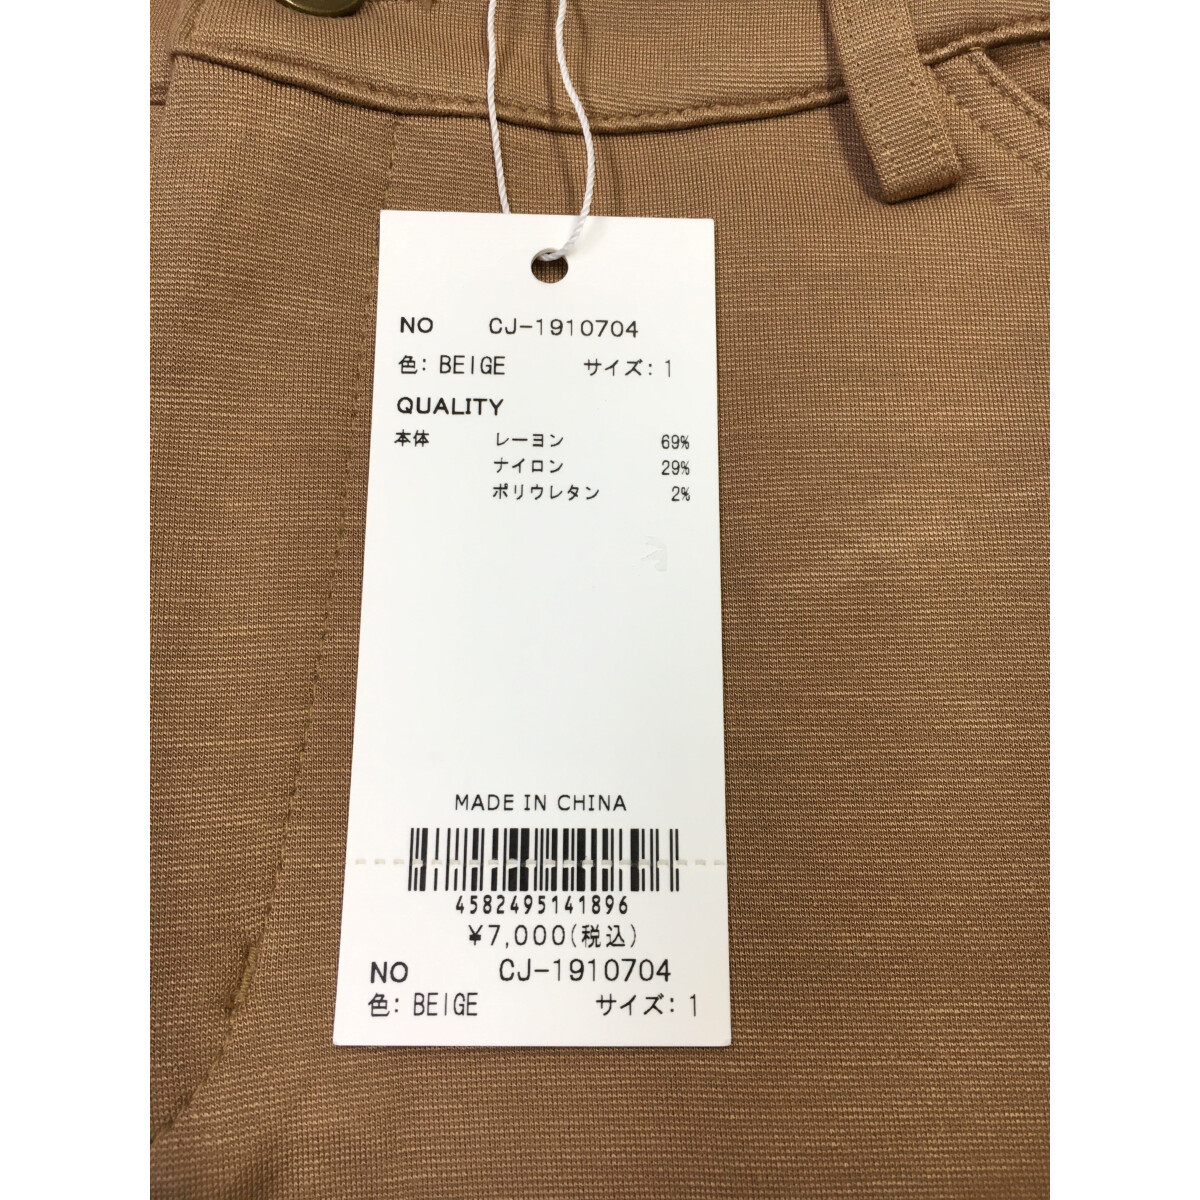 NO CJ-1910704
色: BEIGE サイズ: 1
QUALITY
本体 レーヨン 69%
ナイロン 29%
ポリウレタン 2%
MADE IN CHINA
4582495141896
¥7,000(税込)
NO CJ-1910704
色: BEIGE サイズ: 1